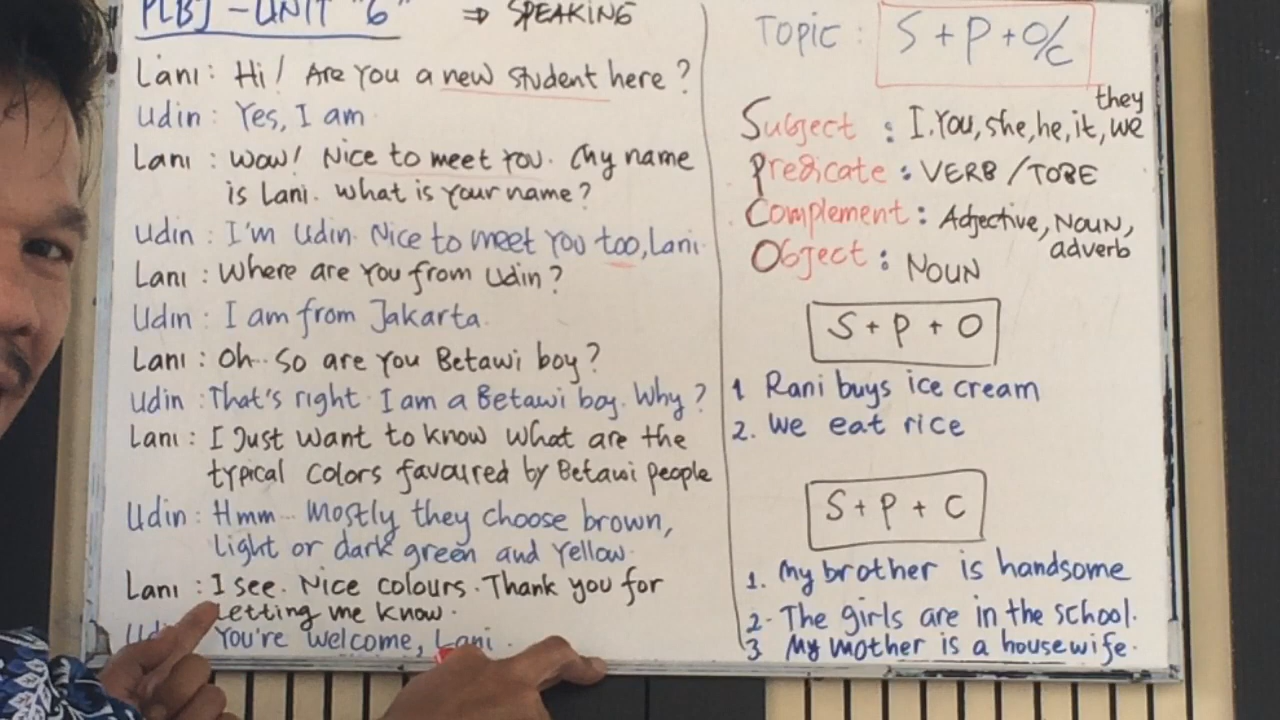 PLBJ - UNIT "6" ⇒ SPEAKING
Lani : Hi! Are you a new student here?
Udin : Yes, I am
Lani : Wow! Nice to meet you. My name
is Lani. What is your name?
Udin : I'm Udin. Nice to meet you too, Lani.
Lani : Where are you from Udin?
Udin : I am from Jakarta.
Lani : Oh.. So are you Betawi boy?
Udin : That's right. I am a Betawi boy. Why?
Lani : I Just want to know what are the
typical colors favoured by Betawi people
Udin : Hmm... Mostly they choose brown,
light or dark green and yellow.
Lani : I see. Nice colours. Thank you for
letting me know.
You're welcome, Lani.
Topic : S + P + O/C
they
Subject : I. You, she, he, it, we
Predicate : VERB / TOBE
Complement : Adjective, NOUN,
adverb
Object : NOUN
S + P + O
1 Rani buys ice cream
2. We eat rice
S + P + C
1. My brother is handsome
2. The girls are in the school.
3 My mother is a housewife.